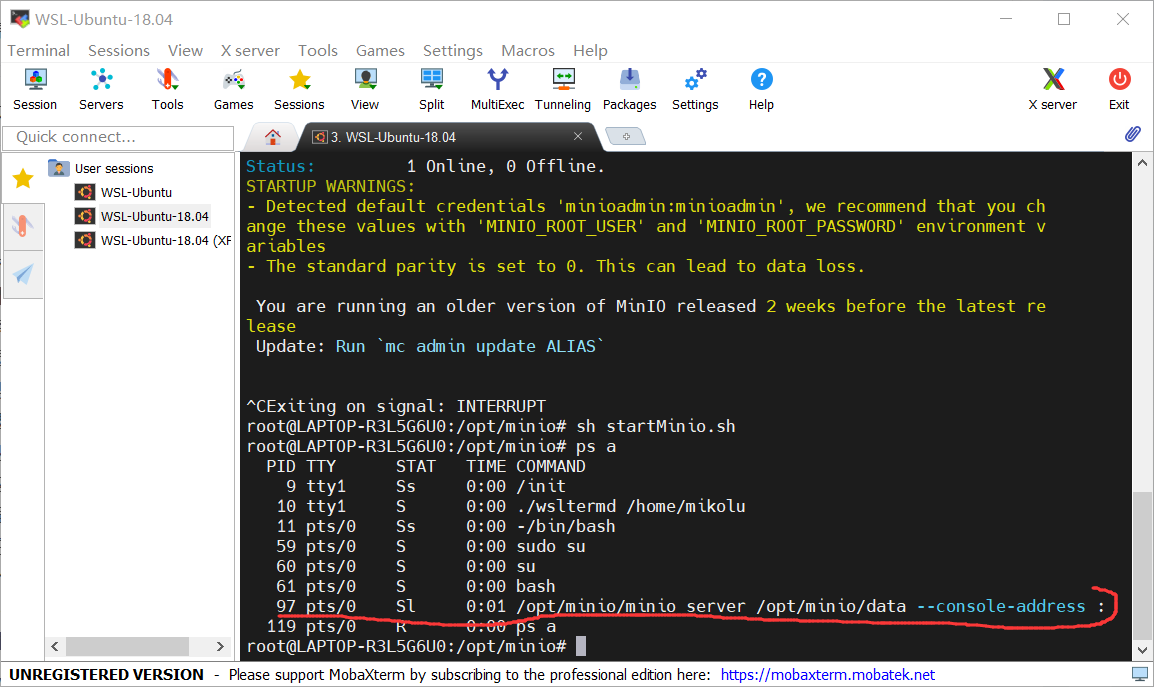 WSL-Ubuntu-18.04
Terminal Sessions View X server Tools Games Settings Macros Help
Session Servers Tools Games Sessions View Split MultiExec Tunneling Packages Settings Help X server Exit
Quick connect...
3. WSL-Ubuntu-18.04
User sessions
WSL-Ubuntu
WSL-Ubuntu-18.04
WSL-Ubuntu-18.04 (XF
Status: 1 Online, 0 Offline.
STARTUP WARNINGS:
- Detected default credentials 'minioadmin:minioadmin', we recommend that you ch
ange these values with 'MINIO_ROOT_USER' and 'MINIO_ROOT_PASSWORD' environment v
ariables
- The standard parity is set to 0. This can lead to data loss.
You are running an older version of MinIO released 2 weeks before the latest re
lease
Update: Run `mc admin update ALIAS`
^CExiting on signal: INTERRUPT
root@LAPTOP-R3L5G6U0:/opt/minio# sh startMinio.sh
root@LAPTOP-R3L5G6U0:/opt/minio# ps a
PID TTY STAT TIME COMMAND
9 tty1 Ss 0:00 /init
10 tty1 S 0:00 ./wsltermd /home/mikolu
11 pts/0 Ss 0:00 -/bin/bash
59 pts/0 S 0:00 sudo su
60 pts/0 S 0:00 su
61 pts/0 S 0:00 bash
97 pts/0 Sl 0:01 /opt/minio/minio server /opt/minio/data --console-address :
119 pts/0 R 0:00 ps a
root@LAPTOP-R3L5G6U0:/opt/minio#
UNREGISTERED VERSION - Please support MobaXterm by subscribing to the professional edition here: https://mobaxterm.mobatek.net